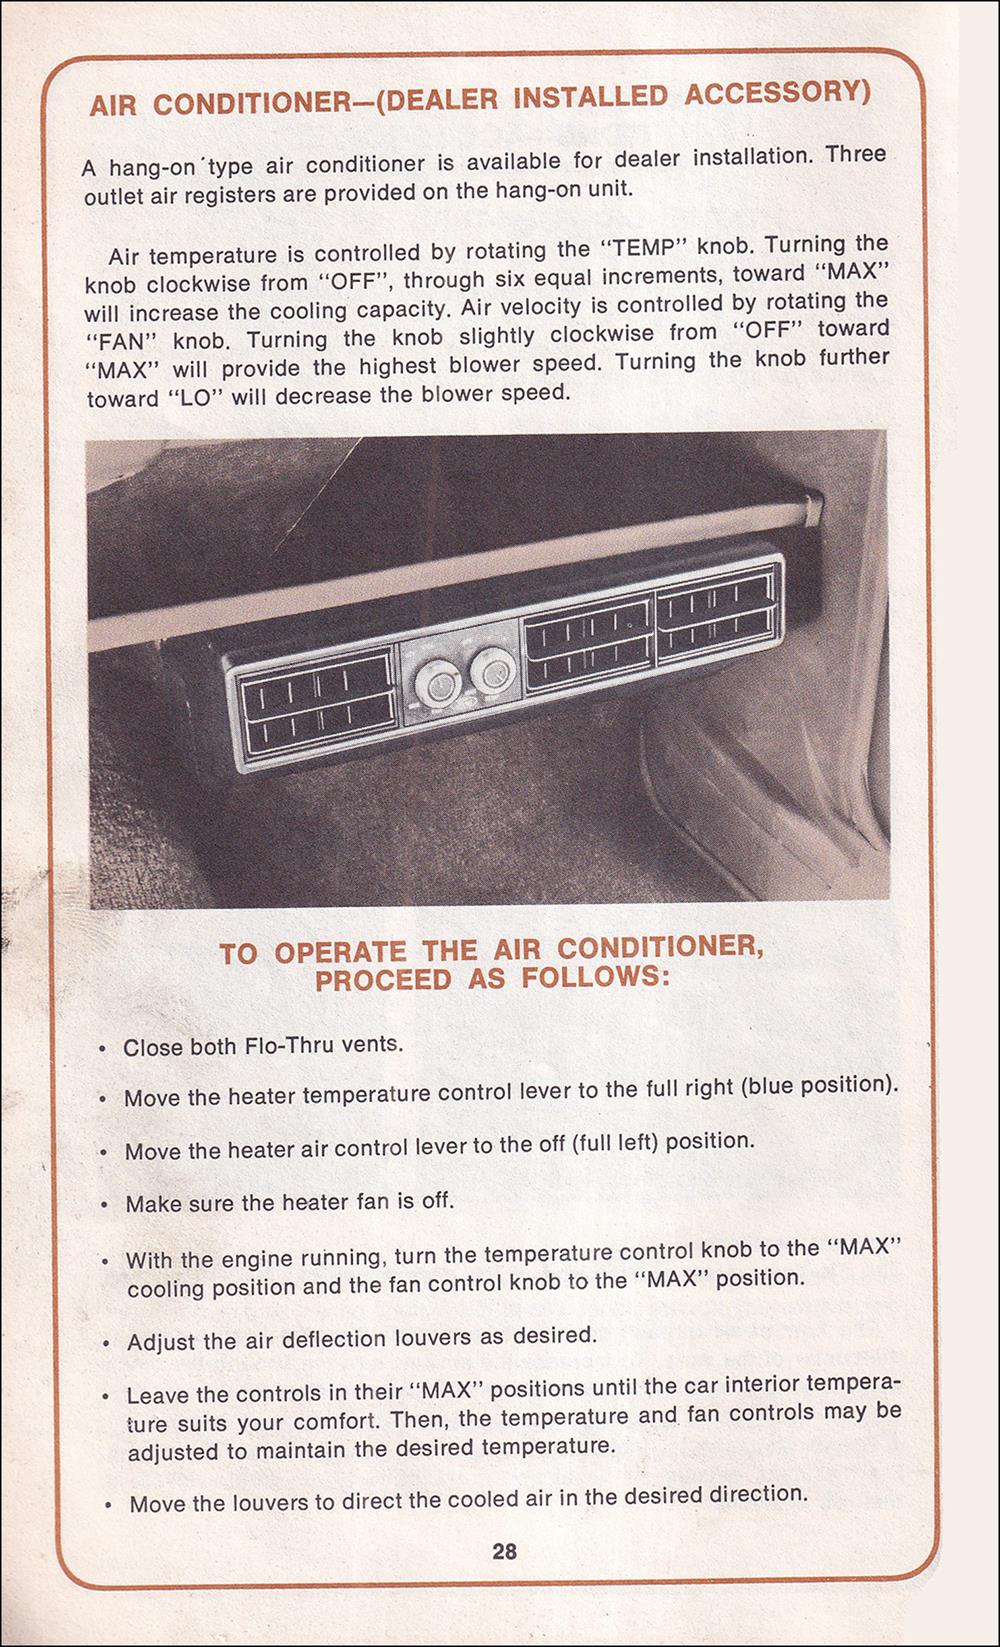 AIR CONDITIONER—(DEALER INSTALLED ACCESSORY)
A hang-on type air conditioner is available for dealer installation. Three
outlet air registers are provided on the hang-on unit.
Air temperature is controlled by rotating the "TEMP" knob. Turning the
knob clockwise from "OFF", through six equal increments, toward "MAX"
will increase the cooling capacity. Air velocity is controlled by rotating the
"FAN" knob. Turning the knob slightly clockwise from "OFF" toward
"MAX" will provide the highest blower speed. Turning the knob further
toward "LO" will decrease the blower speed.
TO OPERATE THE AIR CONDITIONER,
PROCEED AS FOLLOWS:
• Close both Flo-Thru vents.
• Move the heater temperature control lever to the full right (blue position).
• Move the heater air control lever to the off (full left) position.
• Make sure the heater fan is off.
• With the engine running, turn the temperature control knob to the "MAX"
cooling position and the fan control knob to the "MAX" position.
• Adjust the air deflection louvers as desired.
• Leave the controls in their "MAX" positions until the car interior tempera-
ture suits your comfort. Then, the temperature and fan controls may be
adjusted to maintain the desired temperature.
• Move the louvers to direct the cooled air in the desired direction.
28